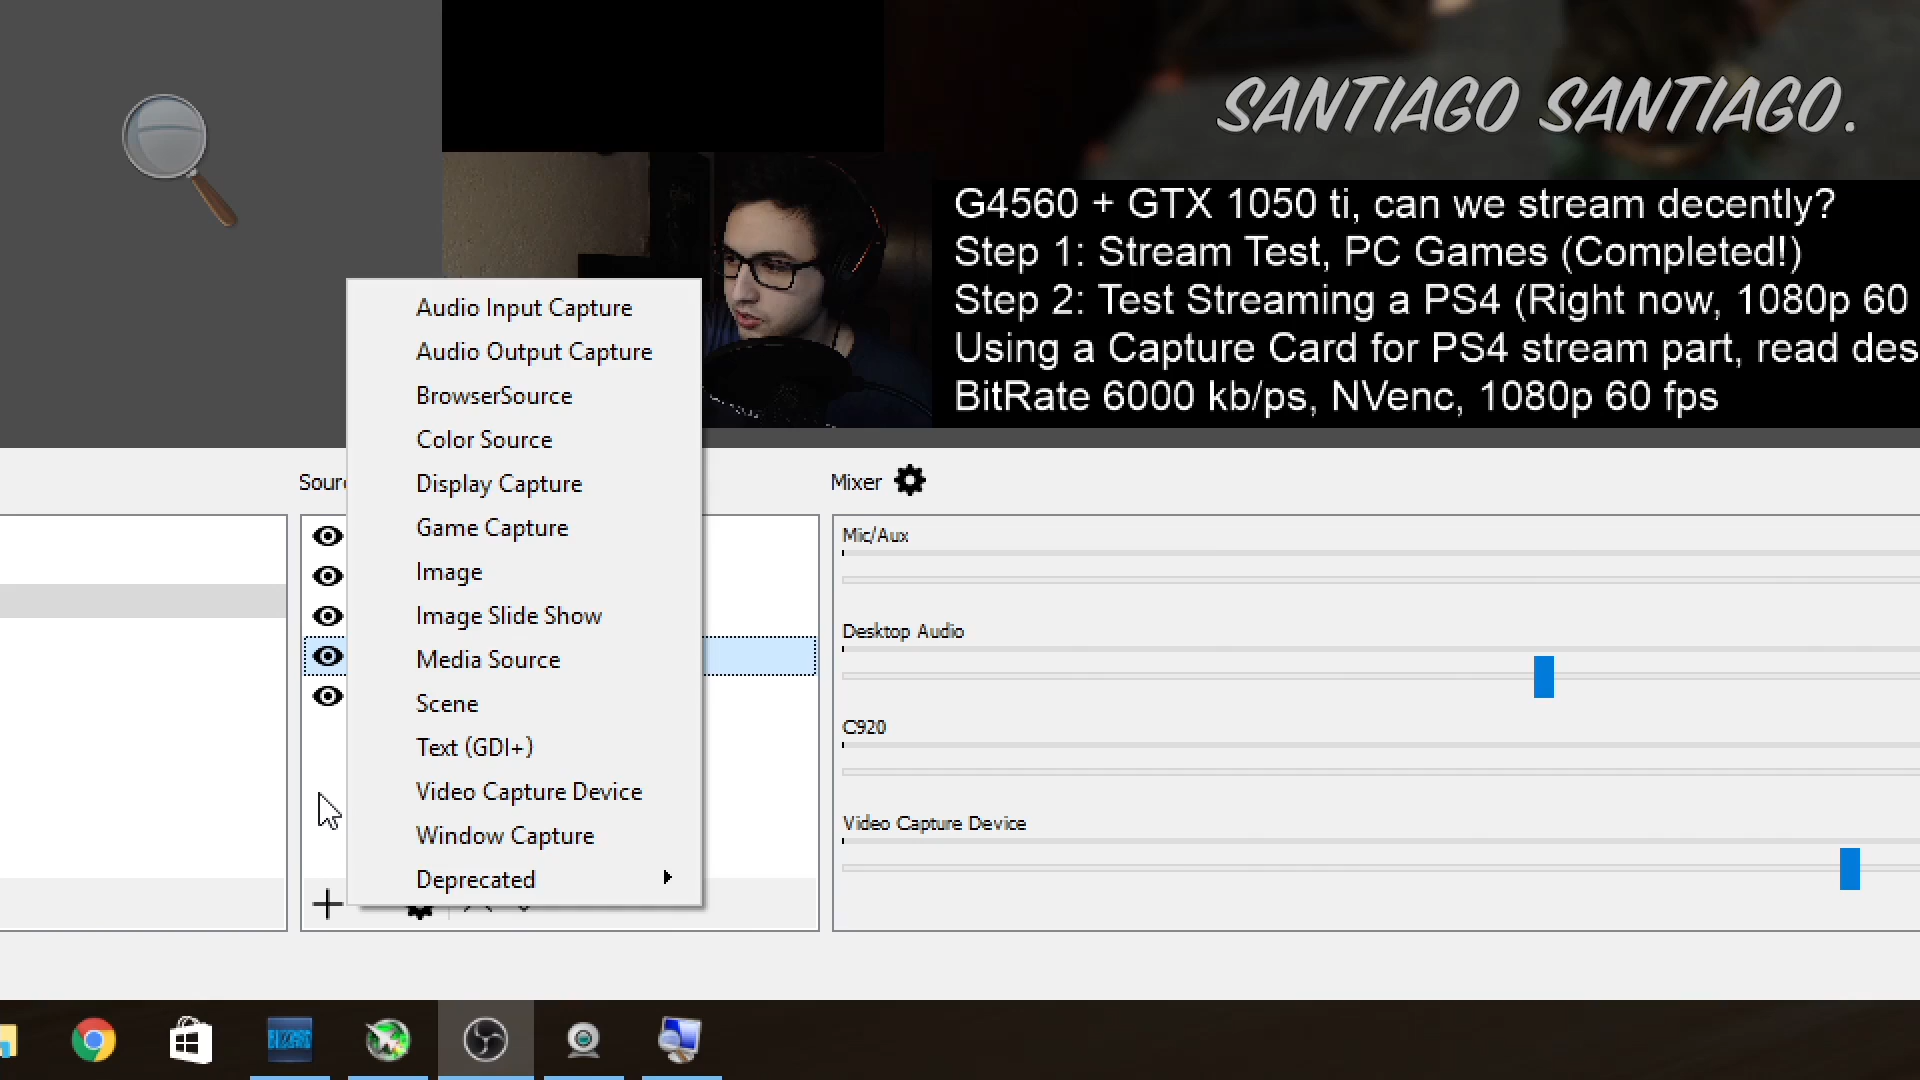 SANTIAGO SANTIAGO.
G4560 + GTX 1050 ti, can we stream decently?
Step 1: Stream Test, PC Games (Completed!)
Step 2: Test Streaming a PS4 (Right now, 1080p 60
Using a Capture Card for PS4 stream part, read des
BitRate 6000 kb/ps, NVenc, 1080p 60 fps
Audio Input Capture
Audio Output Capture
BrowserSource
Color Source
Display Capture
Game Capture
Image
Image Slide Show
Media Source
Scene
Text (GDI+)
Video Capture Device
Window Capture
Deprecated
Sourc
Mixer
Mic/Aux
Desktop Audio
C920
Video Capture Device